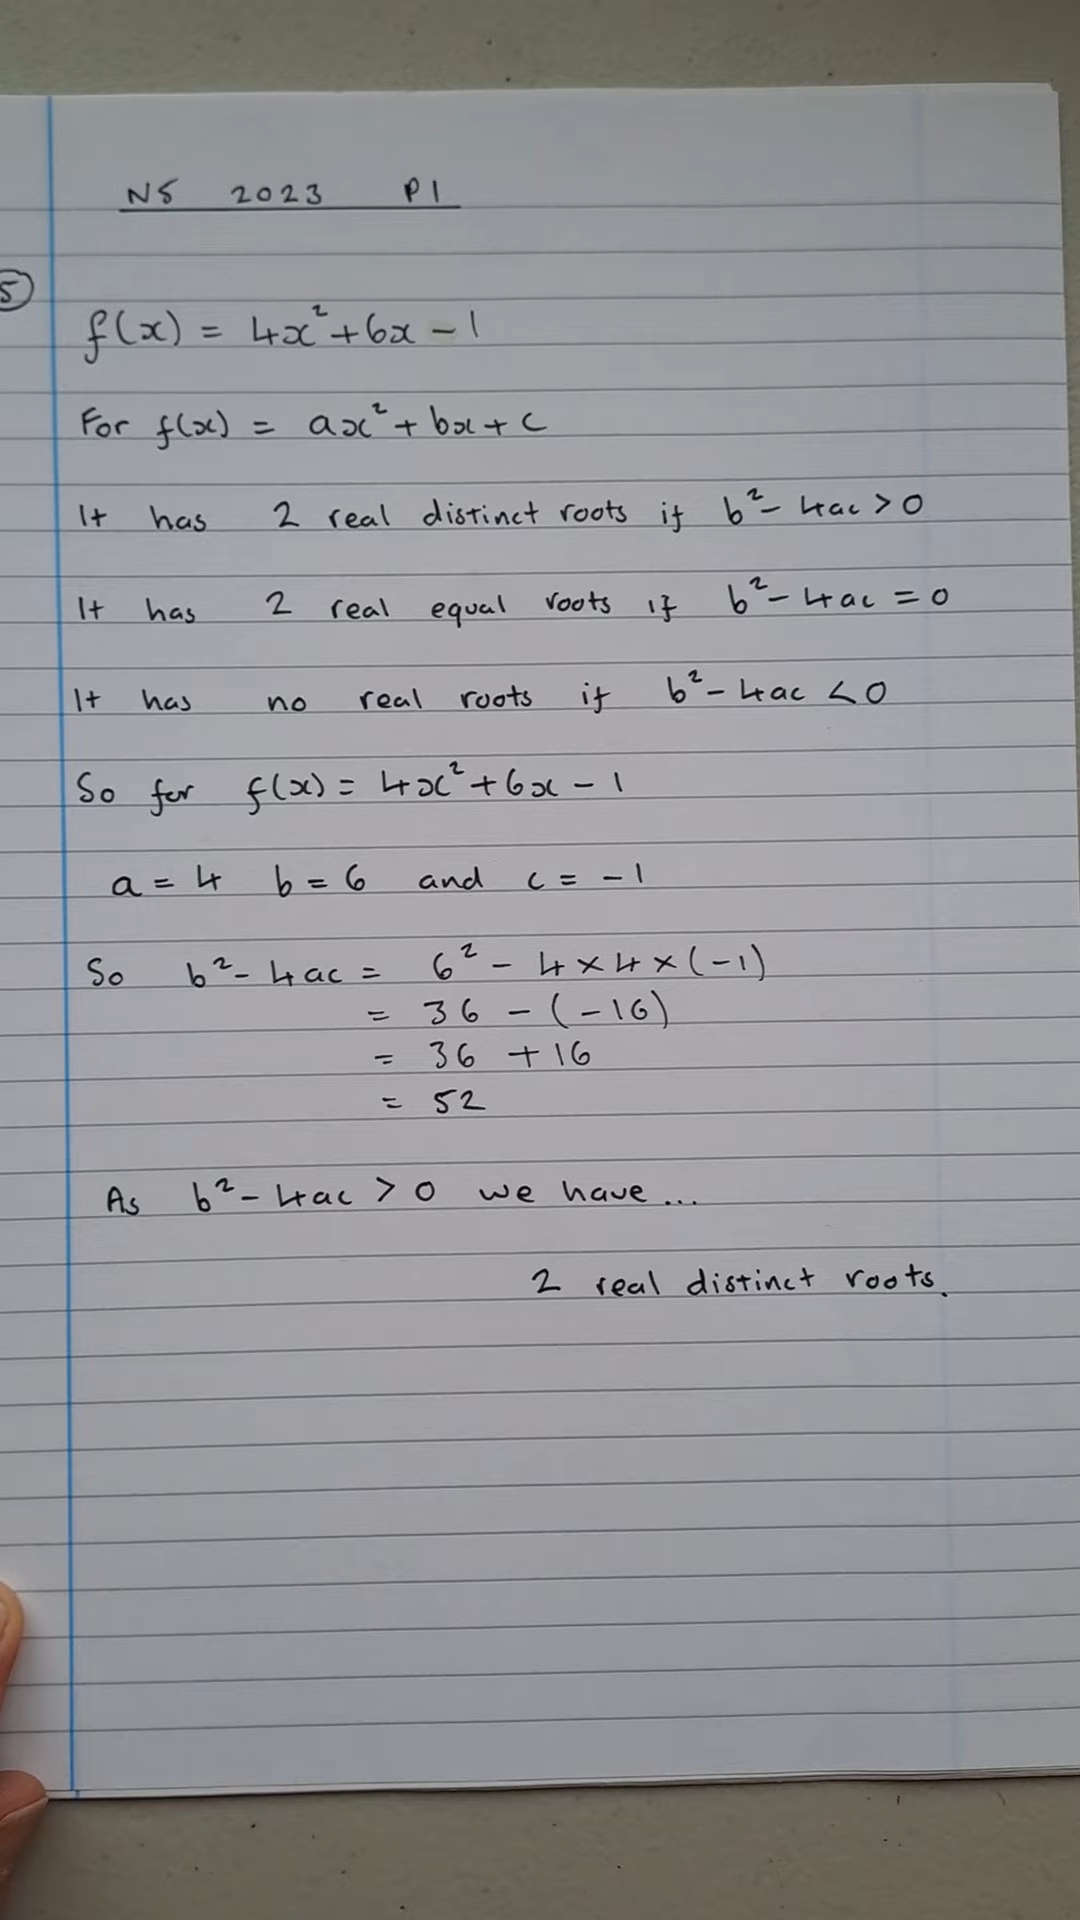 N5 2023 P1
5
f(x) = 4x² + 6x − 1
For f(x) = ax² + bx + c
It has 2 real distinct roots if b² − 4ac > 0
It has 2 real equal roots if b² − 4ac = 0
It has no real roots if b² − 4ac < 0
So for f(x) = 4x² + 6x − 1
a = 4 b = 6 and c = −1
So b² − 4ac = 6² − 4 × 4 × (−1)
= 36 − (−16)
= 36 + 16
= 52
As b² − 4ac > 0 we have ...
2 real distinct roots.